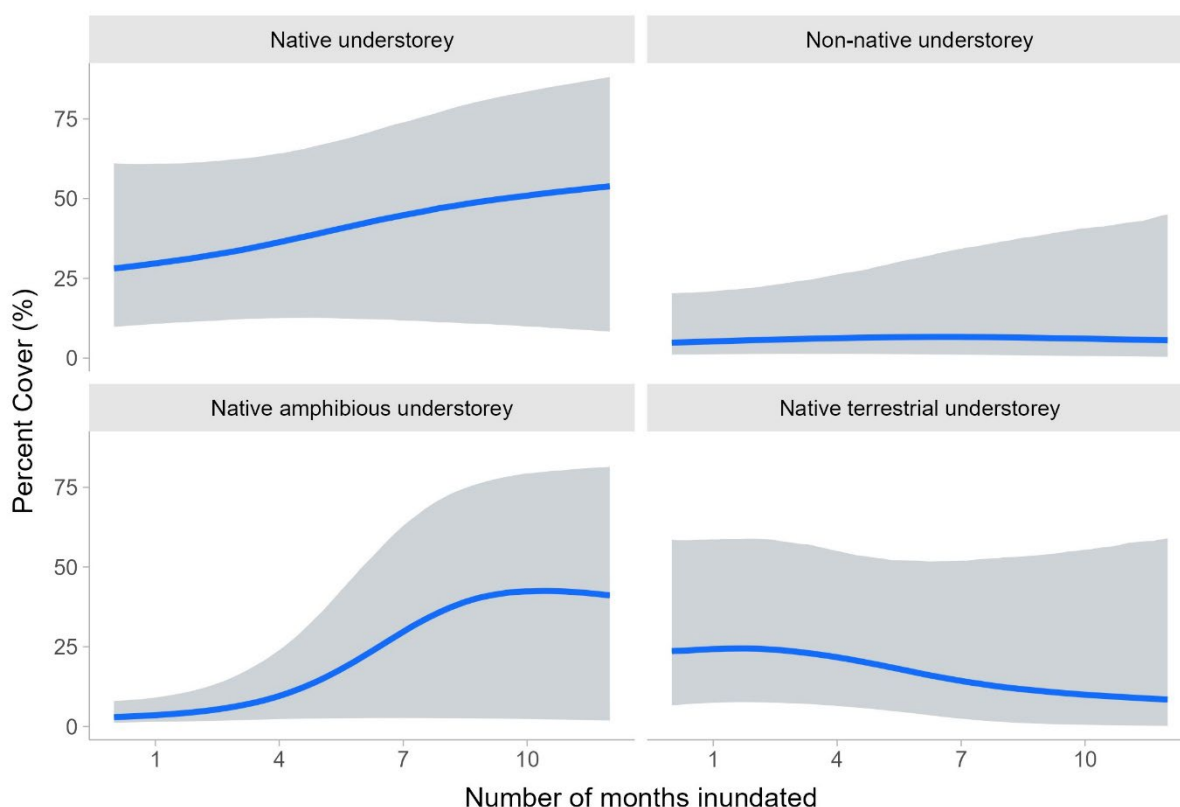 Native understorey
Non-native understorey
75
50
25
0
Native amphibious understorey
Native terrestrial understorey
75
50
25
0
1
4
7
10
1
4
7
10
Percent Cover (%)
Number of months inundated